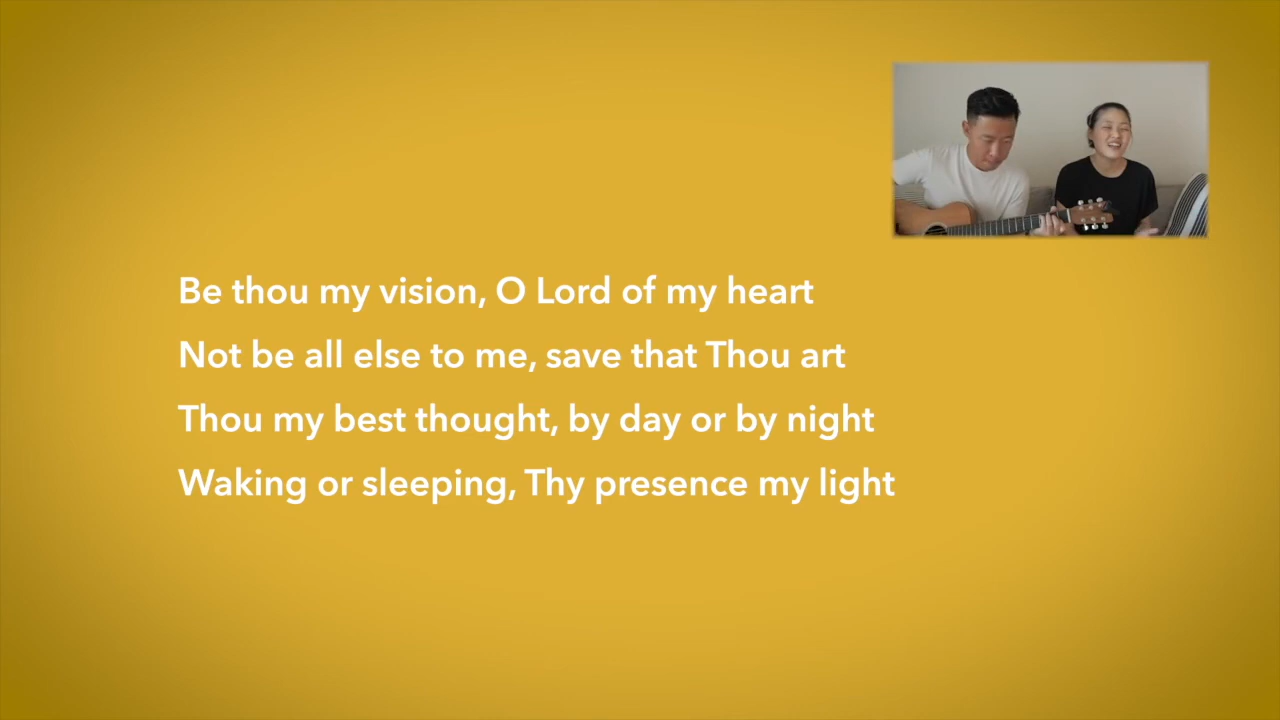 Be thou my vision, O Lord of my heart
Not be all else to me, save that Thou art
Thou my best thought, by day or by night
Waking or sleeping, Thy presence my light